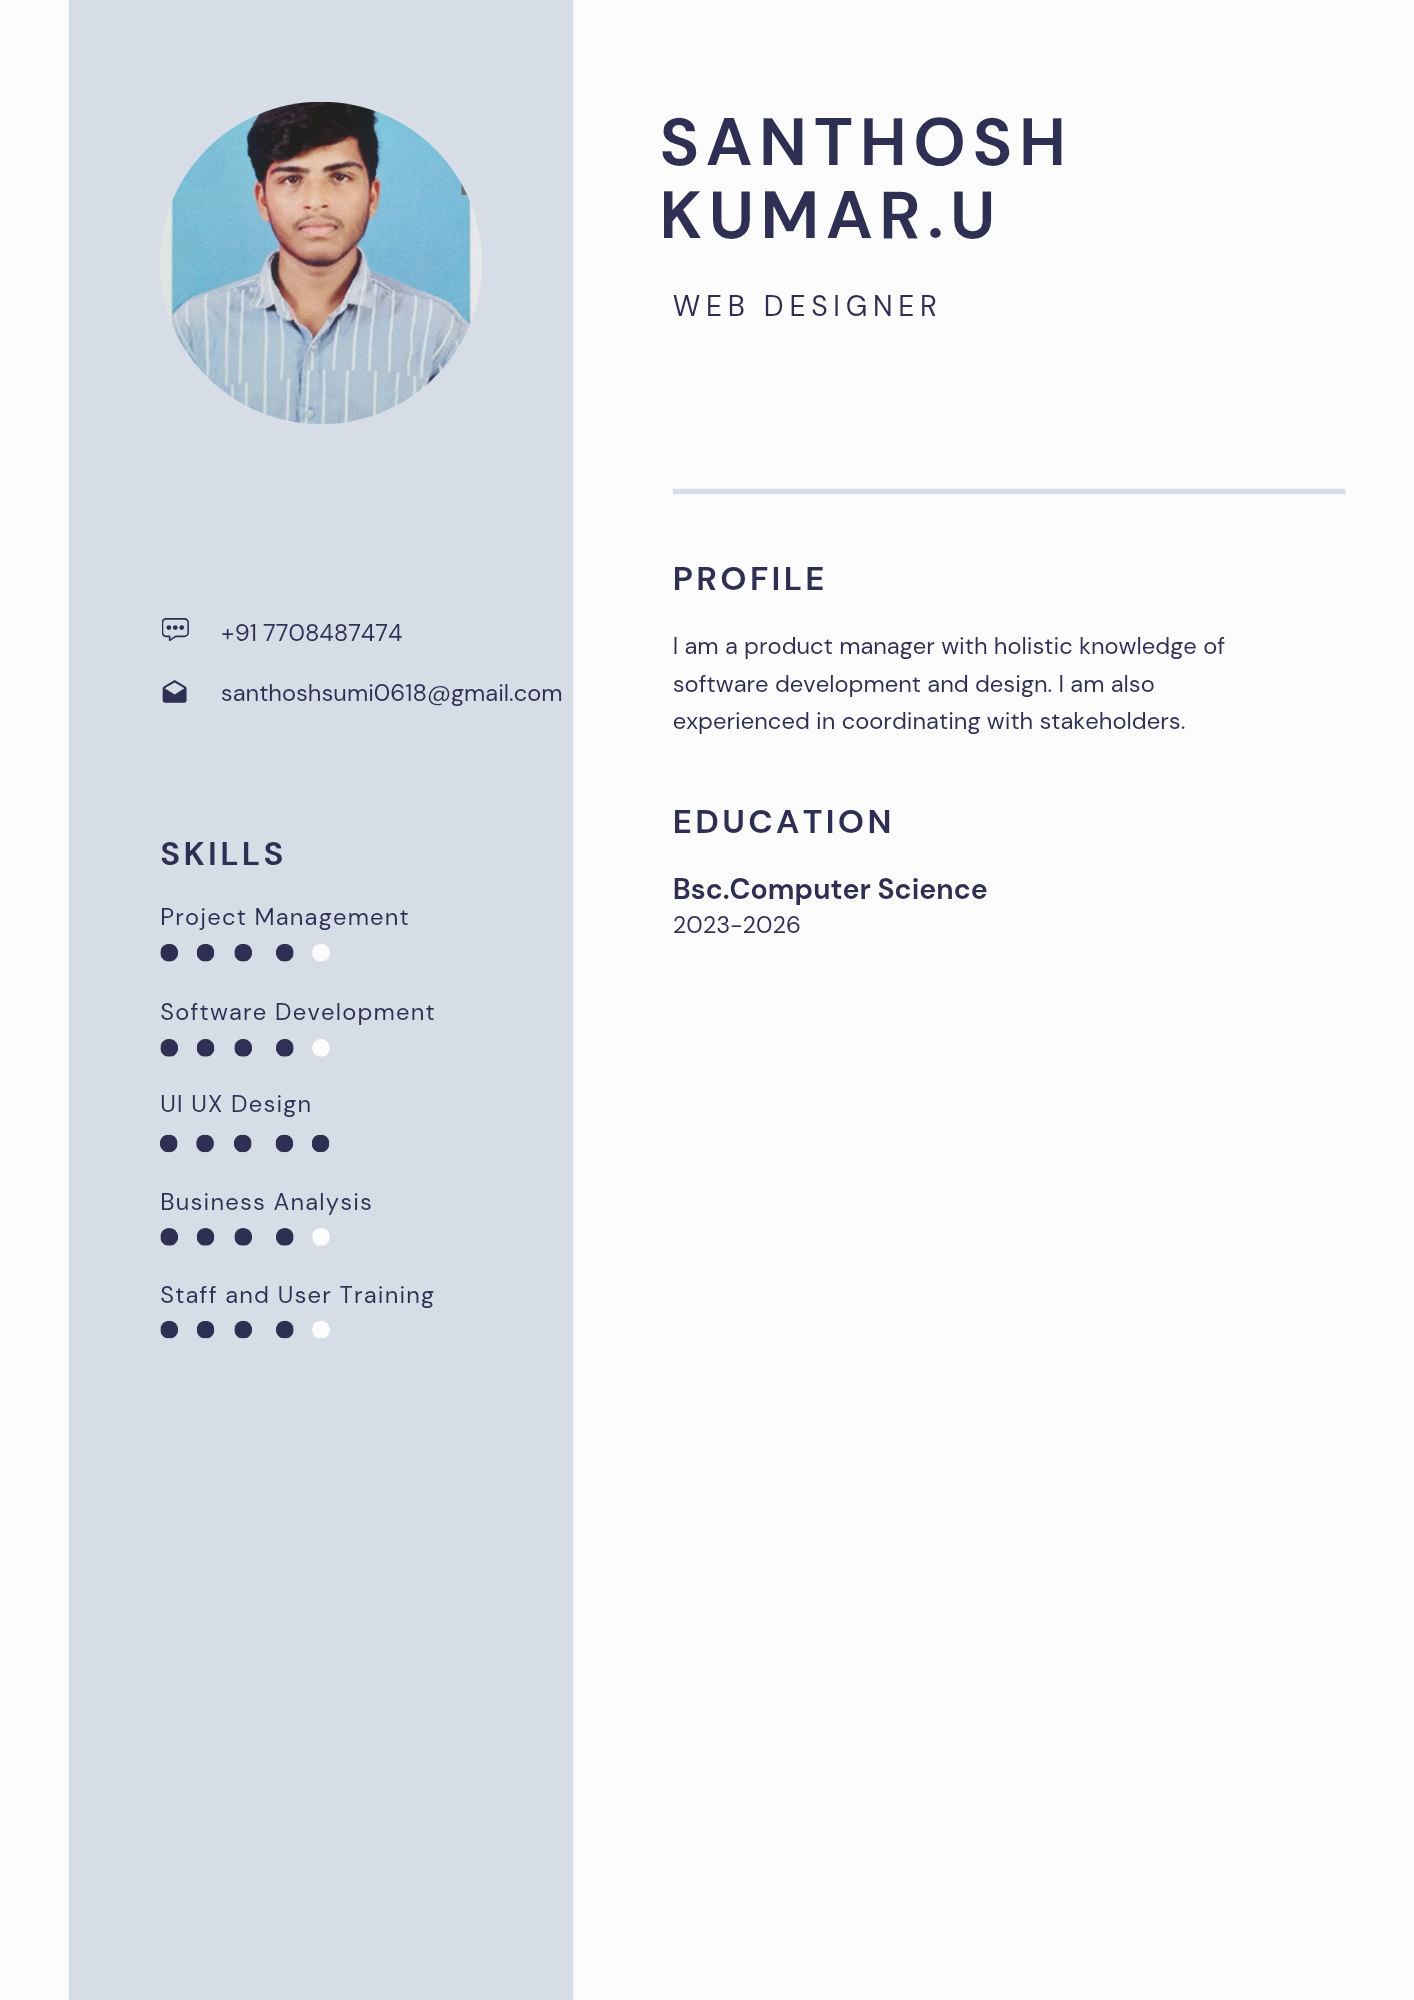 SANTHOSH
KUMAR.U
WEB DESIGNER
+91 7708487474
santhoshsumi0618@gmail.com
SKILLS
Project Management
Software Development
UI UX Design
Business Analysis
Staff and User Training
PROFILE
I am a product manager with holistic knowledge of
software development and design. I am also
experienced in coordinating with stakeholders.
EDUCATION
Bsc.Computer Science
2023-2026